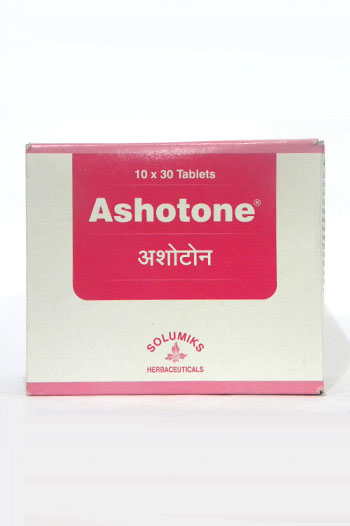 10 x 30 Tablets
Ashotone®
अशोटोन
SOLUMIKS
HERBACEUTICALS